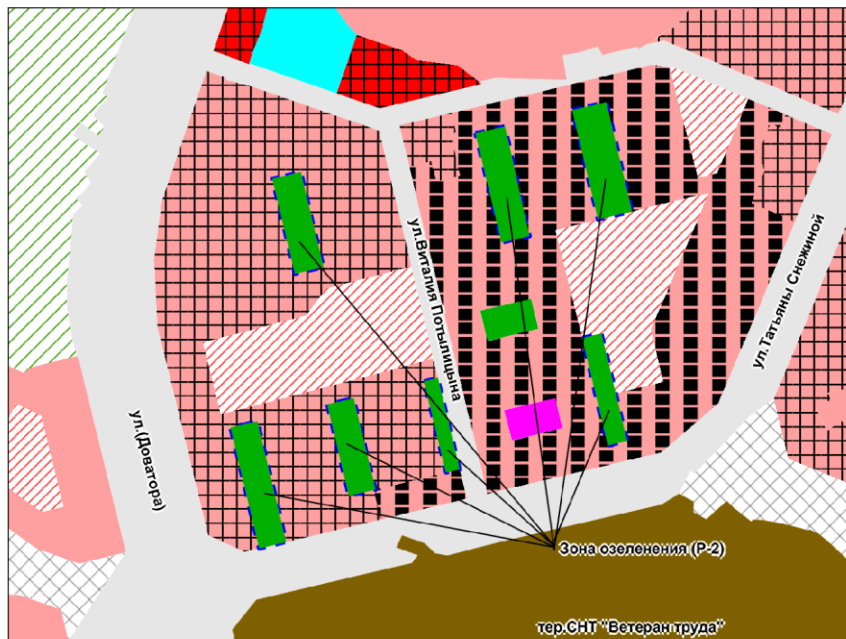 ул.Виталия Потылицына
ул.Татьяны Снежиной
ул.(Доватора)
Зона озеленения (Р-2)
тер.СНТ "Ветеран труда"